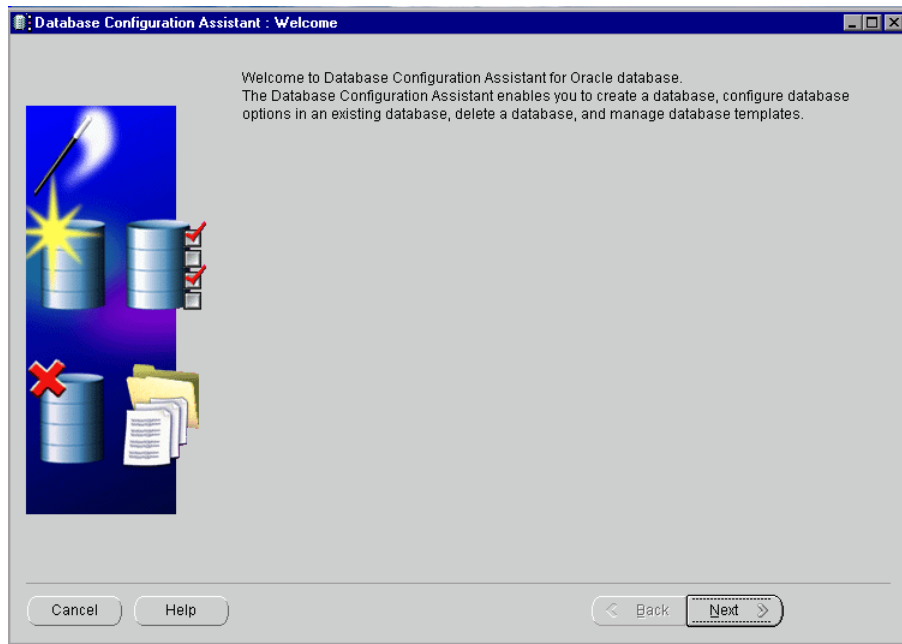 Database Configuration Assistant : Welcome
Welcome to Database Configuration Assistant for Oracle database.
The Database Configuration Assistant enables you to create a database, configure database
options in an existing database, delete a database, and manage database templates.
Cancel
Help
Back
Next